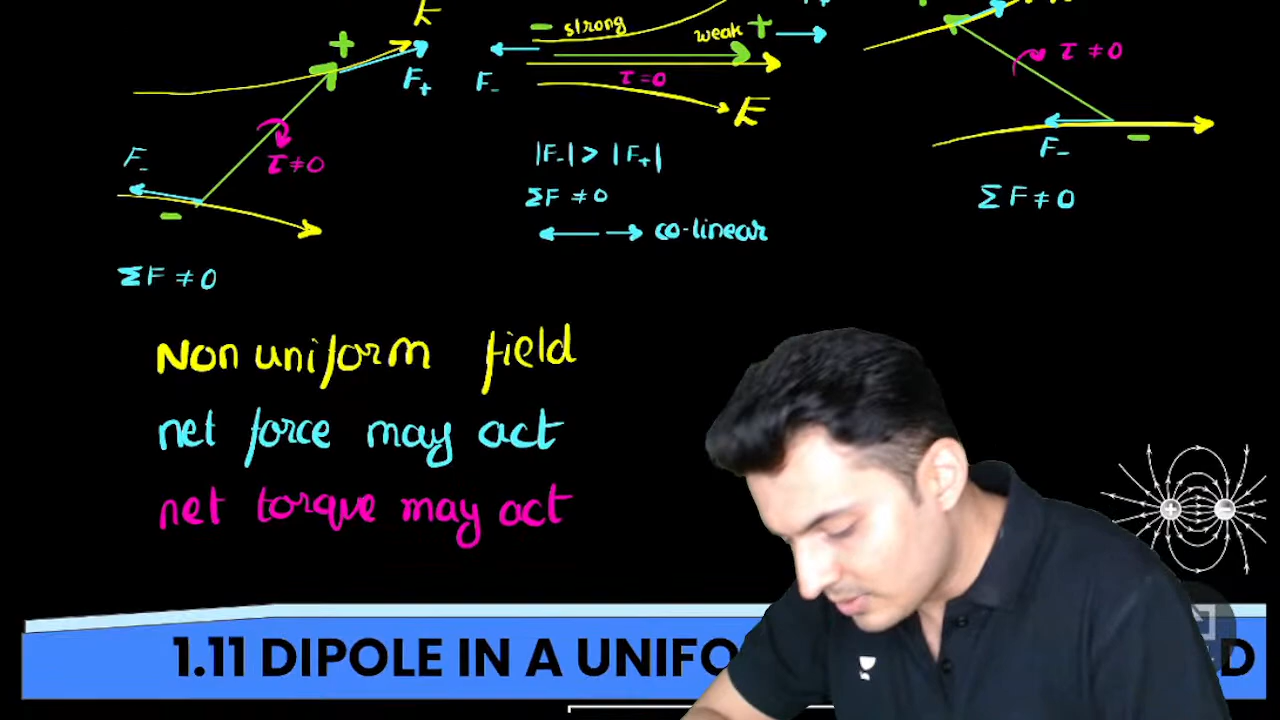 E
+
F₊
F₋
τ≠0
−
ΣF ≠ 0
− strong
weak +
F₋
τ=0
E
|F₋| > |F₊|
ΣF ≠ 0
co-linear
τ ≠ 0
F₋
−
ΣF ≠ 0
Non uniform field
net force may act
net torque may act
+ −
1.11 DIPOLE IN A UNIFO
D